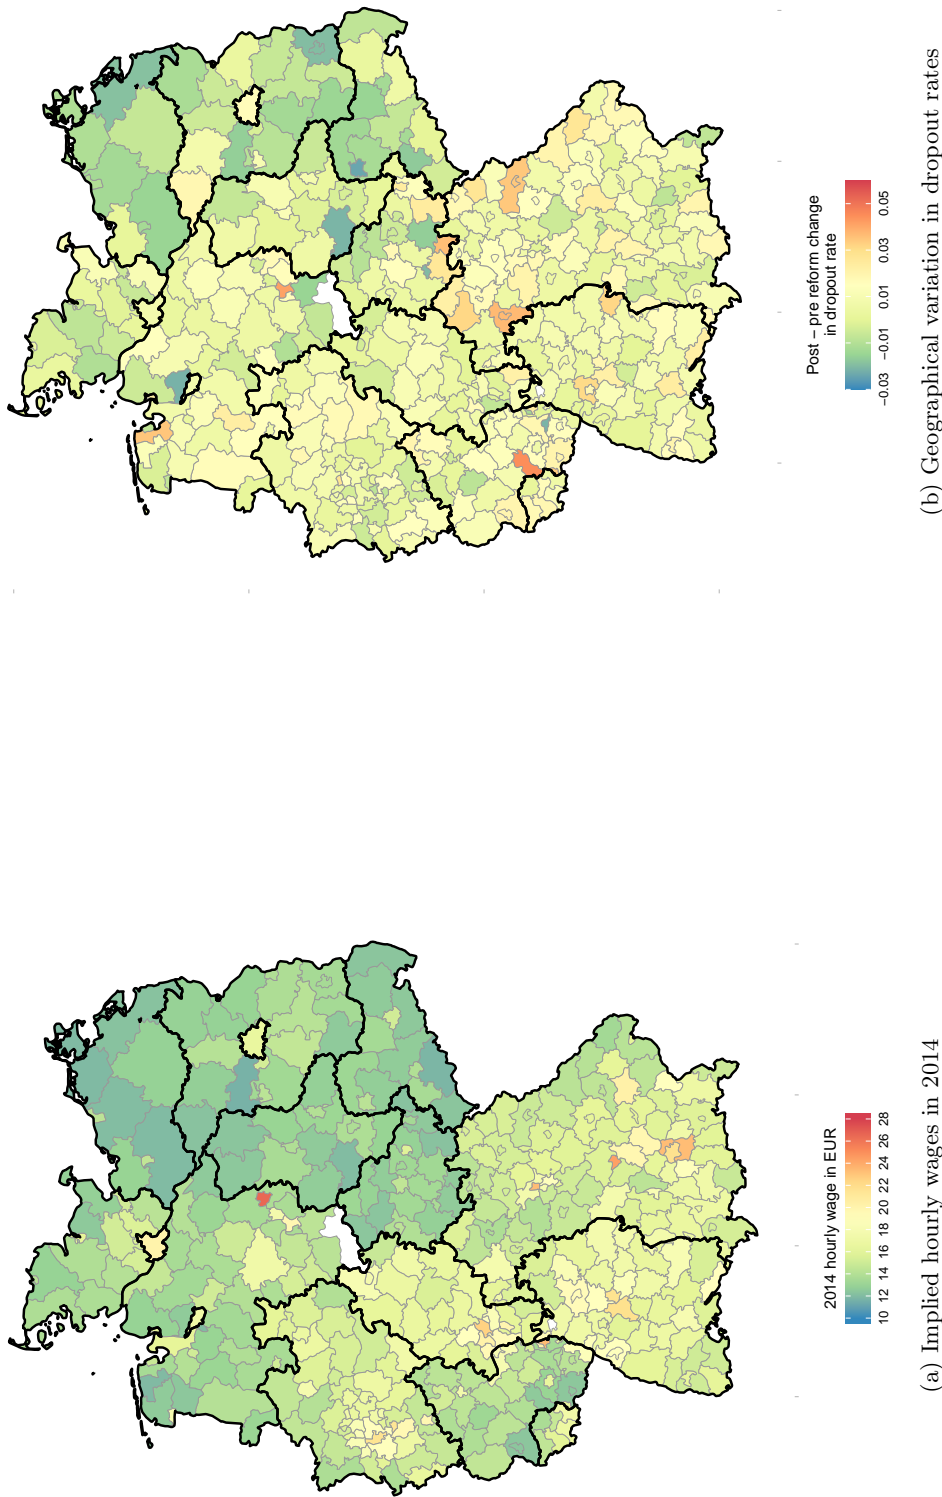 2014 hourly wage in EUR
10 12 14 16 18 20 22 24 26 28
(a) Implied hourly wages in 2014
Post − pre reform change
in dropout rate
−0.03 −0.01 0.01 0.03 0.05
(b) Geographical variation in dropout rates